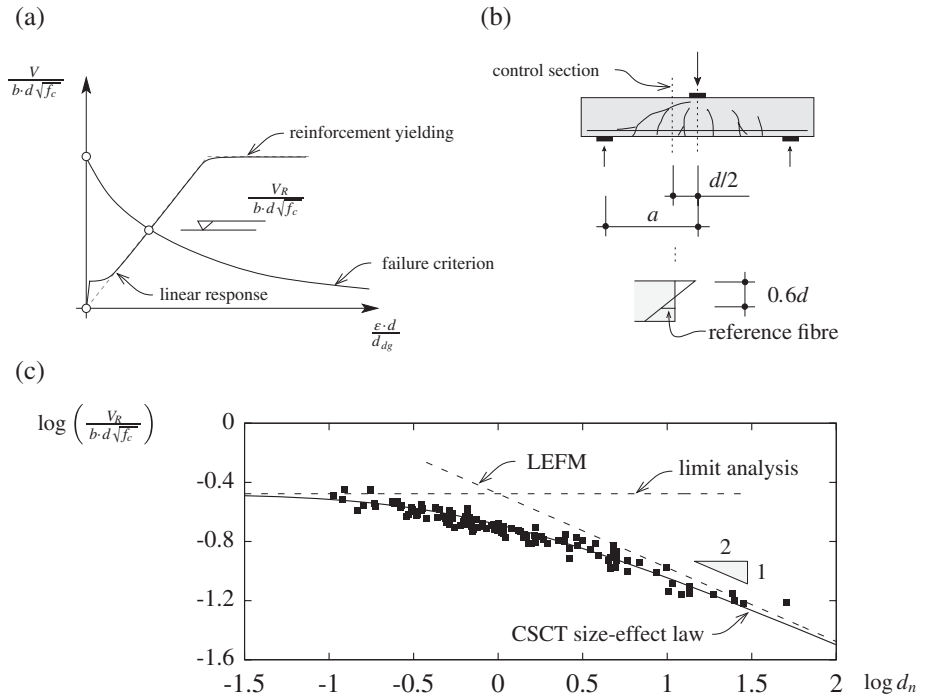 (a)
V
b·d√f_c
reinforcement yielding
V_R
b·d√f_c
failure criterion
linear response
ε·d
d_dg
(b)
control section
d/2
a
0.6d
reference fibre
(c)
log (V_R / b·d√f_c)
0
-0.4
-0.8
-1.2
-1.6
LEFM
limit analysis
2
1
CSCT size-effect law
-1.5 -1 -0.5 0 0.5 1 1.5 2 log d_n